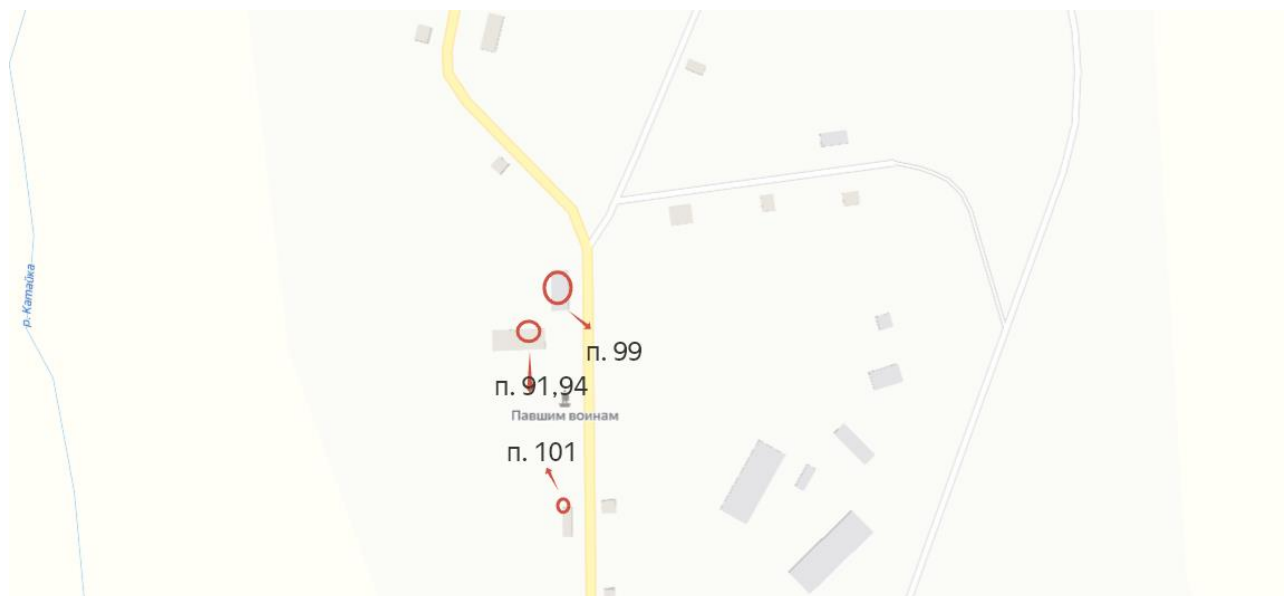 р. Катайка
п. 99
п. 91,94
Павшим воинам
п. 101